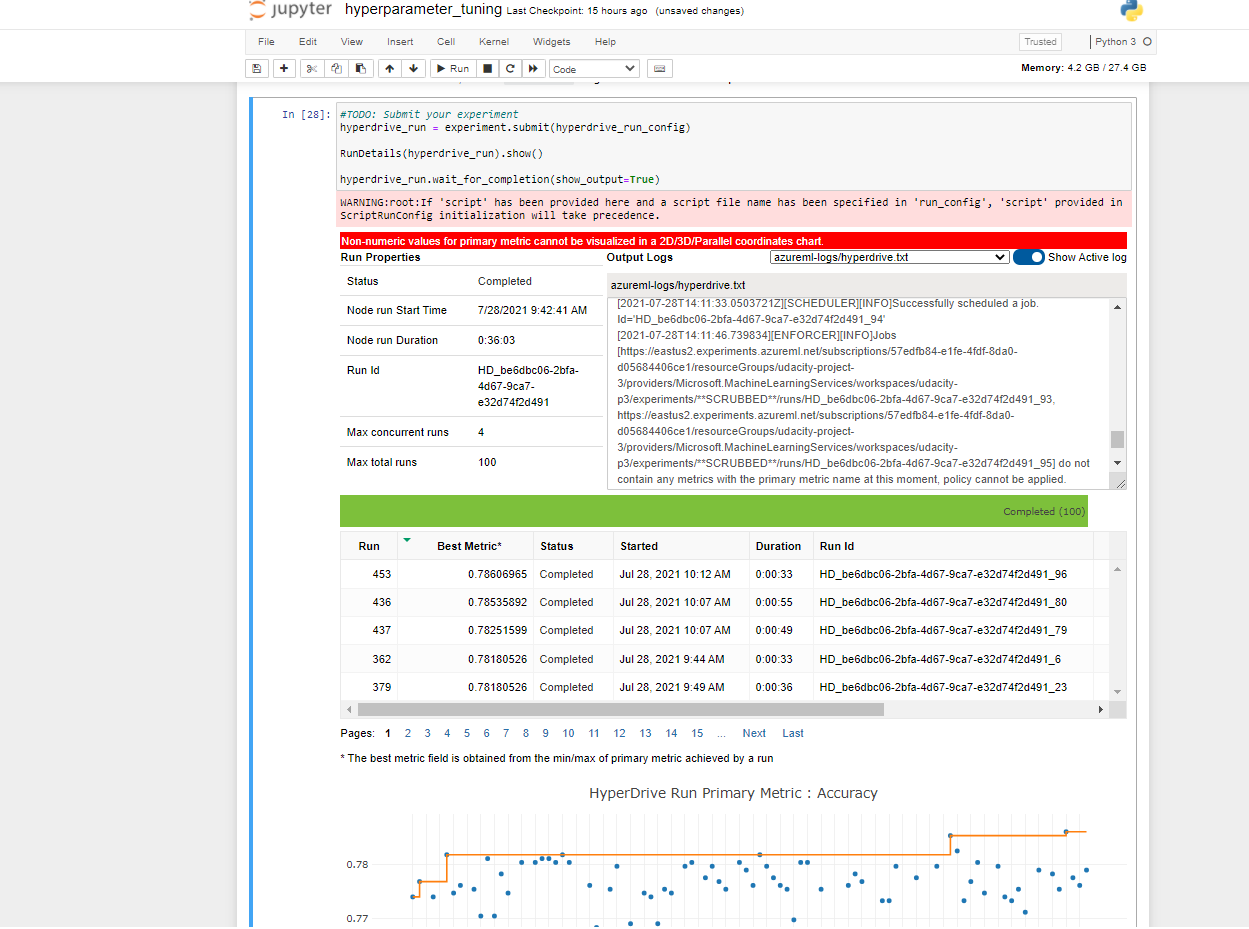 jupyter hyperparameter_tuning Last Checkpoint: 15 hours ago (unsaved changes)
File Edit View Insert Cell Kernel Widgets Help Trusted Python 3
Run Code Memory: 4.2 GB / 27.4 GB
In [28]: #TODO: Submit your experiment
hyperdrive_run = experiment.submit(hyperdrive_run_config)
RunDetails(hyperdrive_run).show()
hyperdrive_run.wait_for_completion(show_output=True)
WARNING:root:If 'script' has been provided here and a script file name has been specified in 'run_config', 'script' provided in
ScriptRunConfig initialization will take precedence.
Non-numeric values for primary metric cannot be visualized in a 2D/3D/Parallel coordinates chart.
Run Properties
Status Completed
Node run Start Time 7/28/2021 9:42:41 AM
Node run Duration 0:36:03
Run Id HD_be6dbc06-2bfa-
4d67-9ca7-
e32d74f2d491
Max concurrent runs 4
Max total runs 100
Output Logs azureml-logs/hyperdrive.txt Show Active log
azureml-logs/hyperdrive.txt
[2021-07-28T14:11:33.0503721Z][SCHEDULER][INFO]Successfully scheduled a job.
Id='HD_be6dbc06-2bfa-4d67-9ca7-e32d74f2d491_94'
[2021-07-28T14:11:46.739834][ENFORCER][INFO]Jobs
[https://eastus2.experiments.azureml.net/subscriptions/57edfb84-e1fe-4fdf-8da0-
d05684406ce1/resourceGroups/udacity-project-
3/providers/Microsoft.MachineLearningServices/workspaces/udacity-
p3/experiments/**SCRUBBED**/runs/HD_be6dbc06-2bfa-4d67-9ca7-e32d74f2d491_93,
https://eastus2.experiments.azureml.net/subscriptions/57edfb84-e1fe-4fdf-8da0-
d05684406ce1/resourceGroups/udacity-project-
3/providers/Microsoft.MachineLearningServices/workspaces/udacity-
p3/experiments/**SCRUBBED**/runs/HD_be6dbc06-2bfa-4d67-9ca7-e32d74f2d491_95] do not
contain any metrics with the primary metric name at this moment, policy cannot be applied.
Completed (100)
Run Best Metric* Status Started Duration Run Id
453 0.78606965 Completed Jul 28, 2021 10:12 AM 0:00:33 HD_be6dbc06-2bfa-4d67-9ca7-e32d74f2d491_96
436 0.78535892 Completed Jul 28, 2021 10:07 AM 0:00:55 HD_be6dbc06-2bfa-4d67-9ca7-e32d74f2d491_80
437 0.78251599 Completed Jul 28, 2021 10:07 AM 0:00:49 HD_be6dbc06-2bfa-4d67-9ca7-e32d74f2d491_79
362 0.78180526 Completed Jul 28, 2021 9:44 AM 0:00:33 HD_be6dbc06-2bfa-4d67-9ca7-e32d74f2d491_6
379 0.78180526 Completed Jul 28, 2021 9:49 AM 0:00:36 HD_be6dbc06-2bfa-4d67-9ca7-e32d74f2d491_23
Pages: 1 2 3 4 5 6 7 8 9 10 11 12 13 14 15 ... Next Last
* The best metric field is obtained from the min/max of primary metric achieved by a run
HyperDrive Run Primary Metric : Accuracy
0.78
0.77